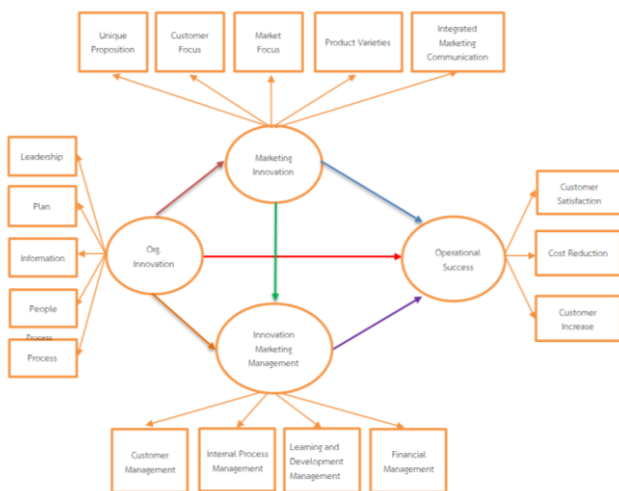 Unique
Proposition
Customer
Focus
Market
Focus
Product Varieties
Integrated
Marketing
Communication
Marketing
Innovation
Leadership
Plan
Information
People
Process
Process
Org.
Innovation
Operational
Success
Customer
Satisfaction
Cost Reduction
Customer
Increase
Innovation
Marketing
Management
Customer
Management
Internal Process
Management
Learning and
Development
Management
Financial
Management